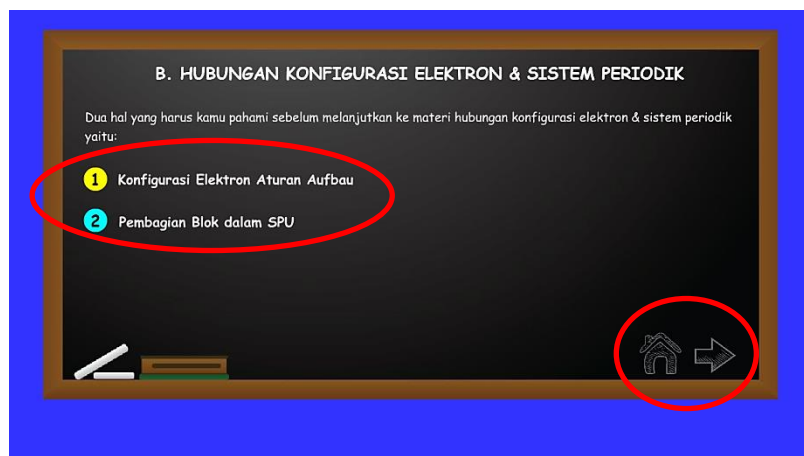 B. HUBUNGAN KONFIGURASI ELEKTRON & SISTEM PERIODIK
Dua hal yang harus kamu pahami sebelum melanjutkan ke materi hubungan konfigurasi elektron & sistem periodik
yaitu:
1 Konfigurasi Elektron Aturan Aufbau
2 Pembagian Blok dalam SPU